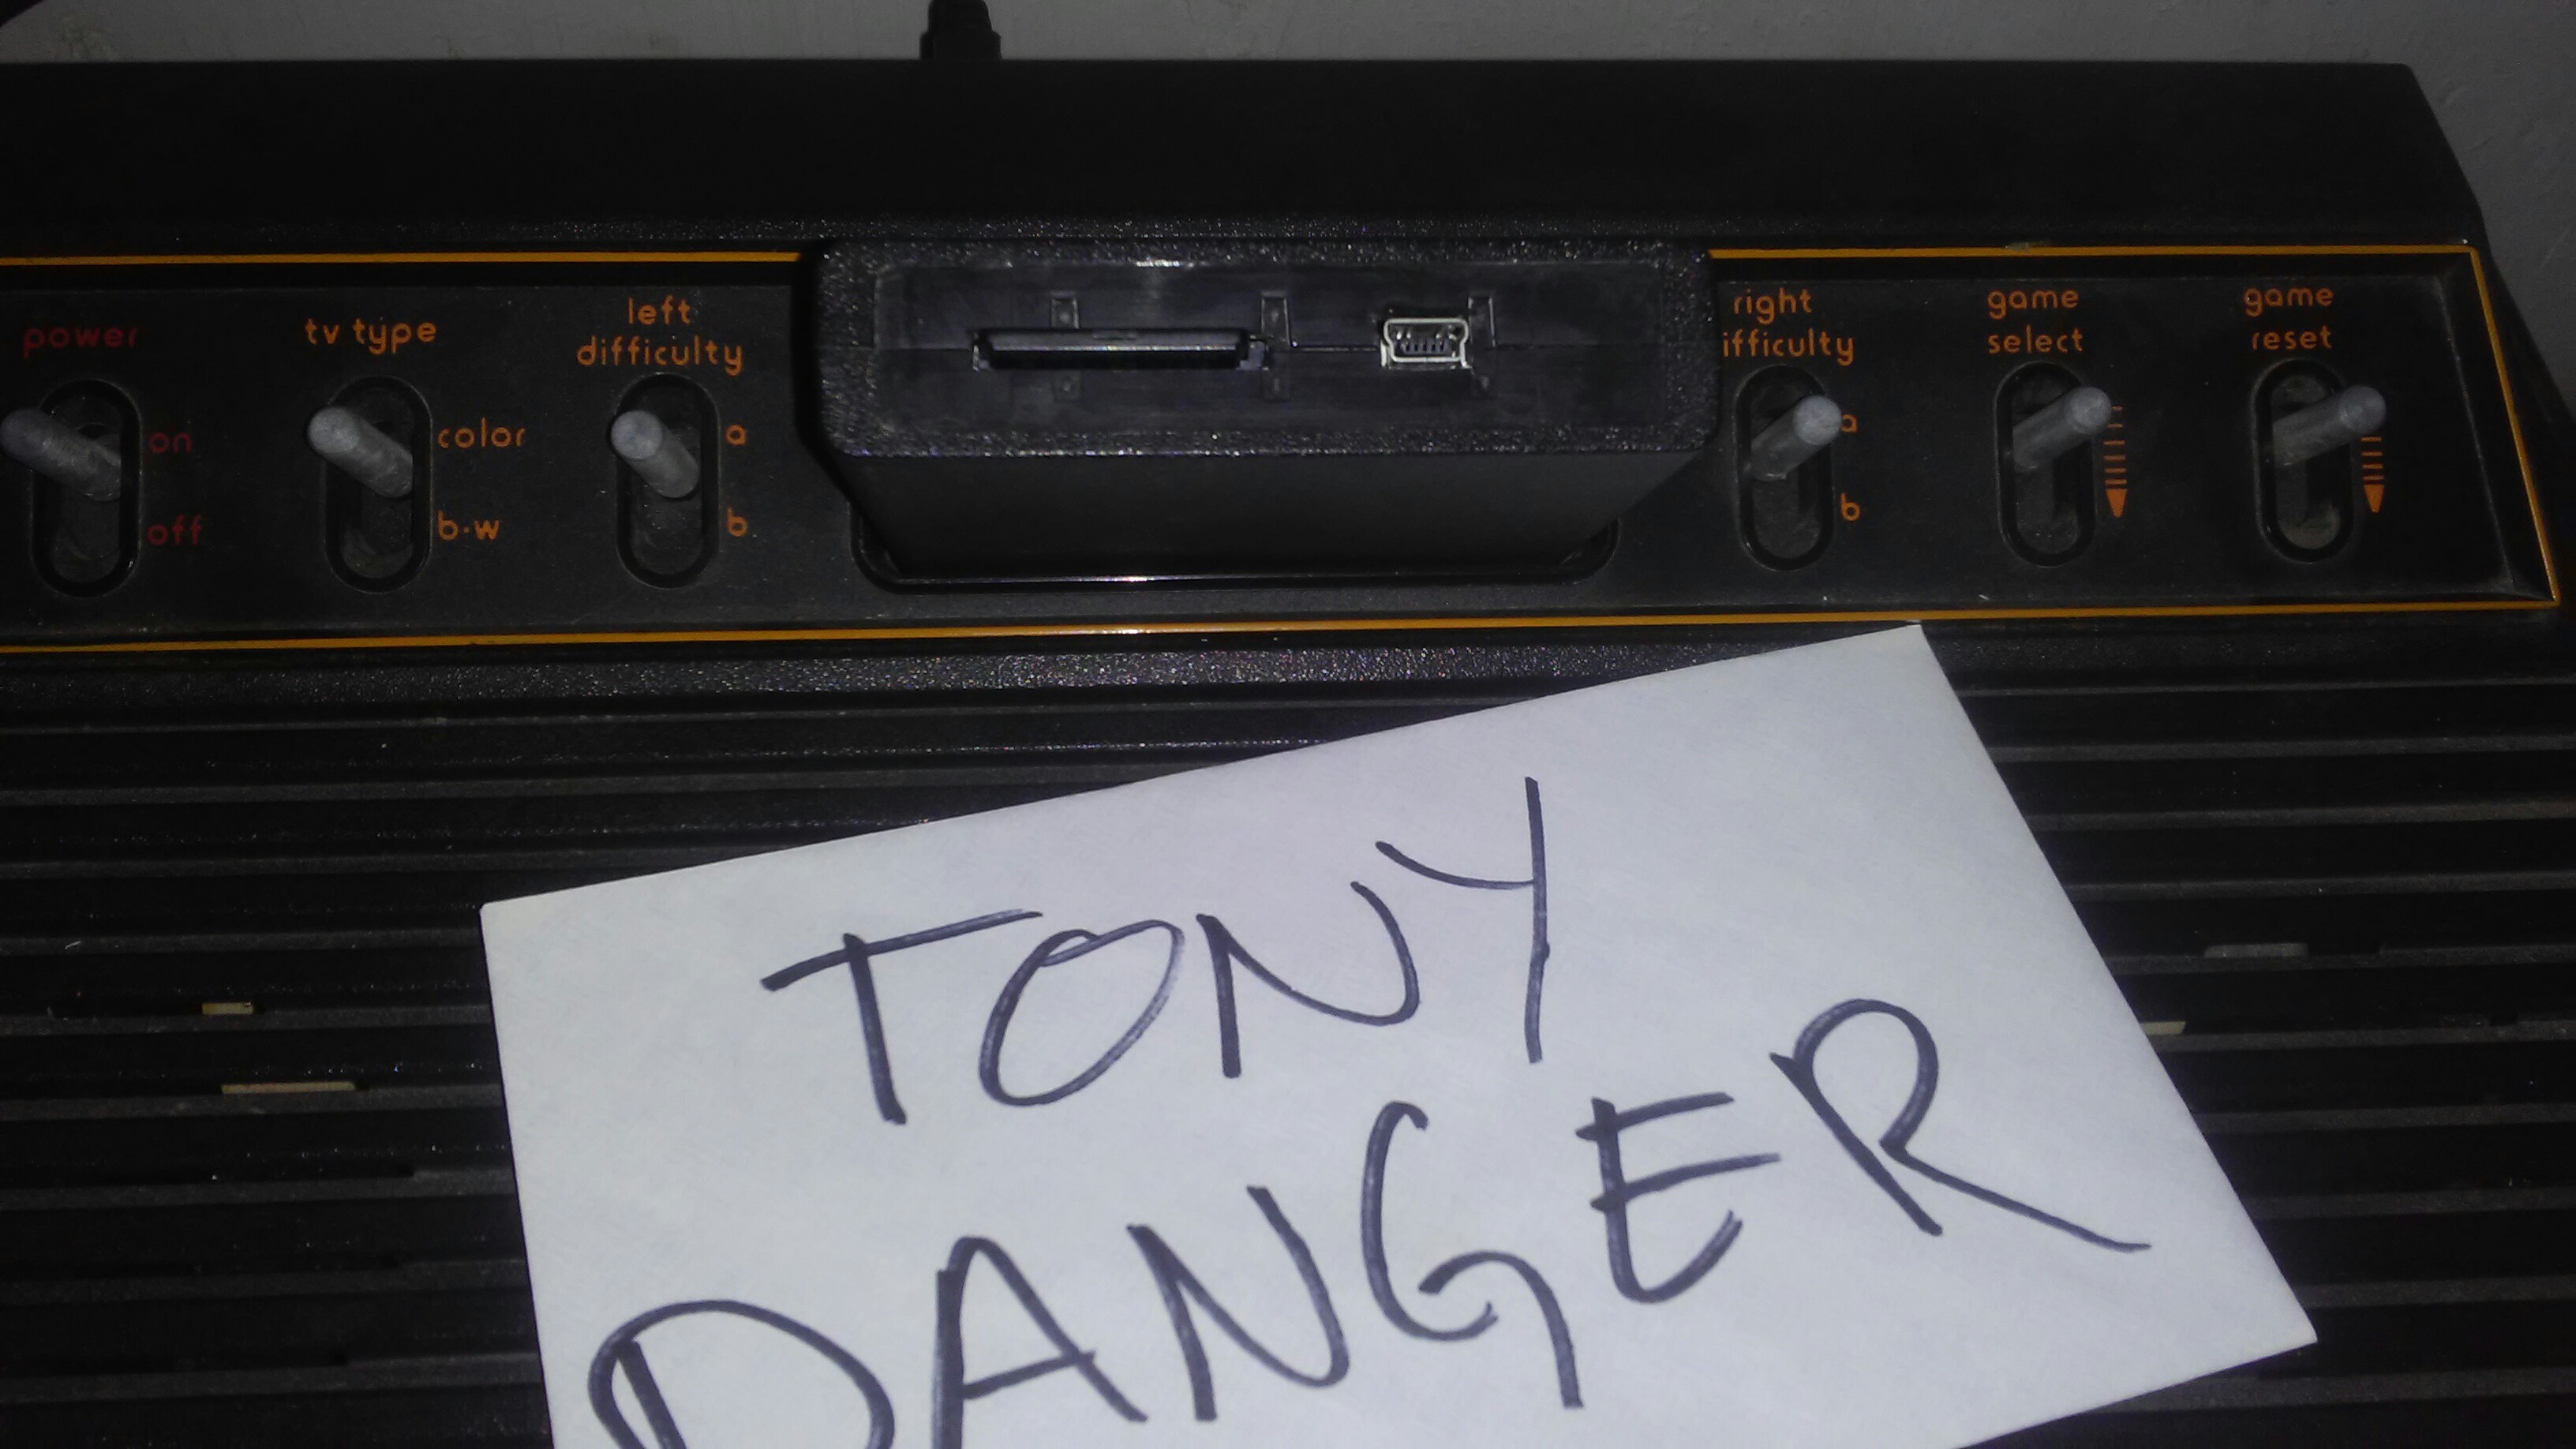 power
on
off
tv type
color
b·w
left
difficulty
a
b
right
ifficulty
a
b
game
select
game
reset
TONY
DANGER